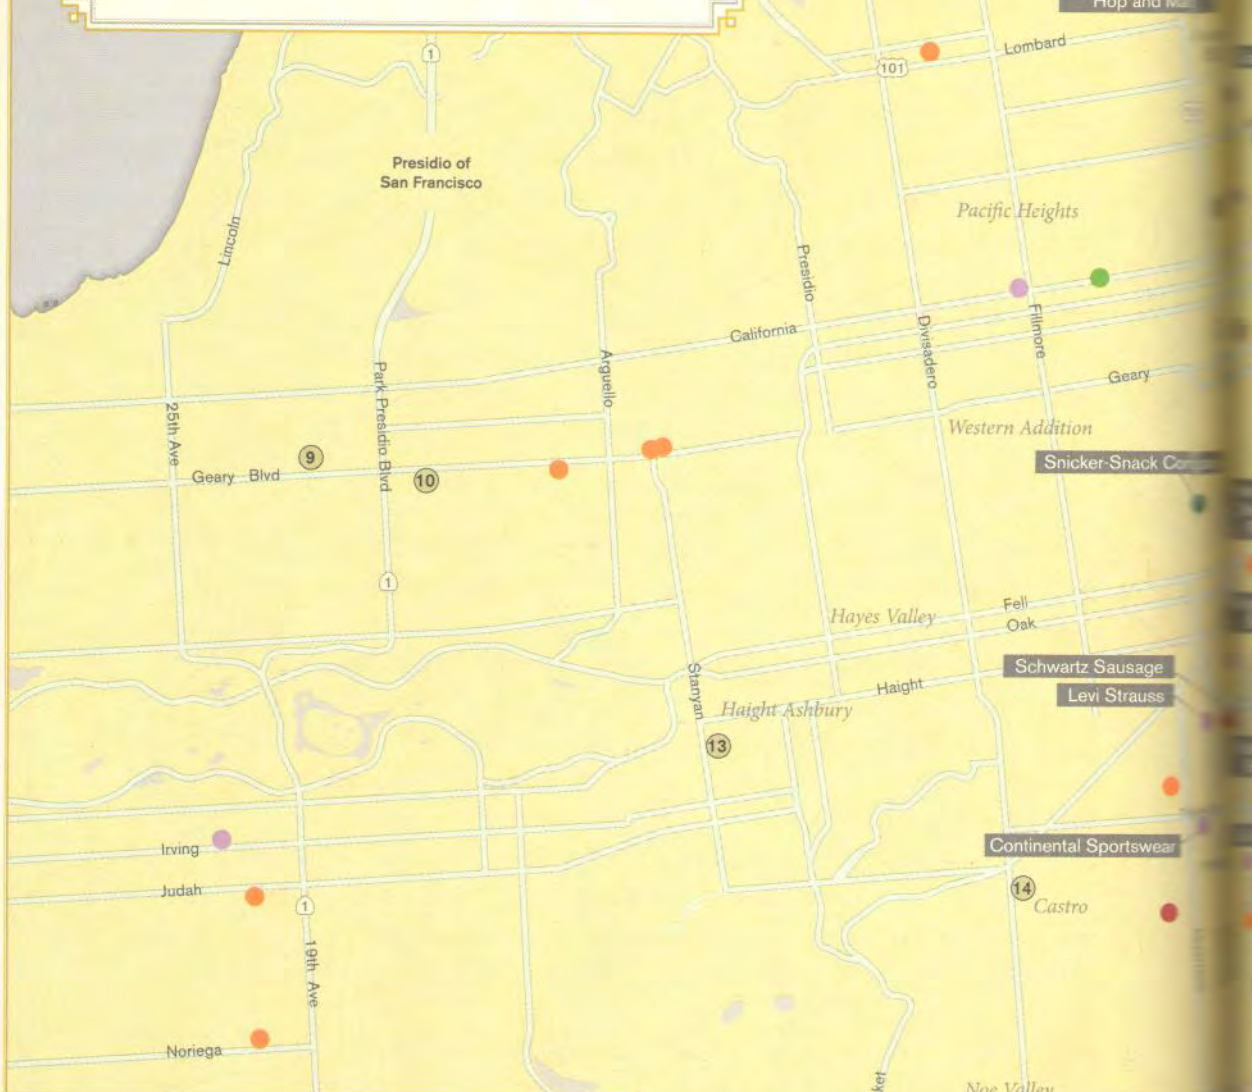 Hop and
1
Lombard
101
Presidio of
San Francisco
Pacific Heights
Lincoln
Presidio
California
Fillmore
Divisadero
Arguello
Park Presidio Blvd
Geary
25th Ave
Western Addition
9
Snicker-Snack
Geary Blvd
10
1
Fell
Hayes Valley
Oak
Schwartz Sausage
Stanyan
Haight
Levi Strauss
Haight Ashbury
13
Irving
Continental Sportswear
Judah
14
1
Castro
19th Ave
Noriega
Noe Valley